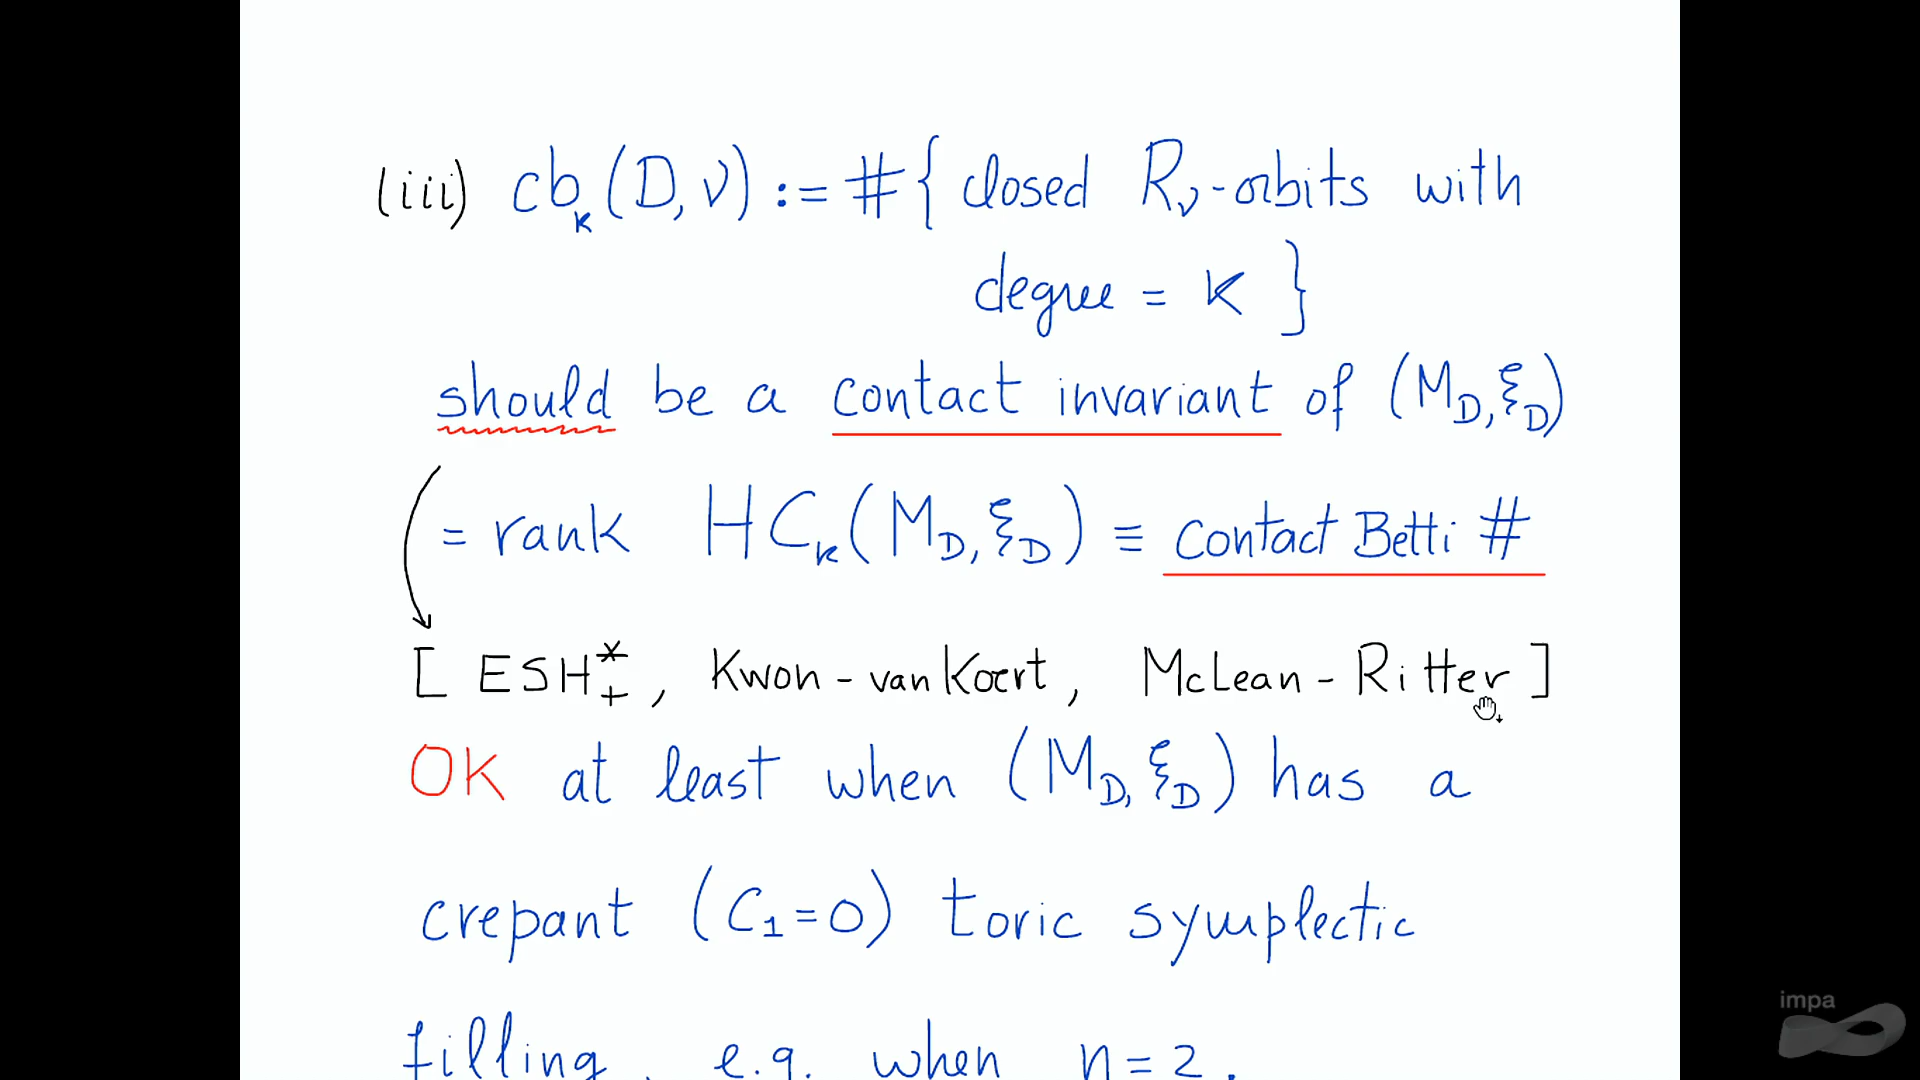 (iii) cb_k (D, ν) := # { closed R_ν-orbits with
degree = k }
should be a contact invariant of (M_D, ξ_D)
= rank HC_k (M_D, ξ_D) ≡ contact Betti #
[ ESH^*_+ , Kwon - van Koert , McLean - Ritter ]
OK at least when (M_D, ξ_D) has a
crepant (C_1 = 0) toric symplectic
filling , e.g. when n = 2 .
impa